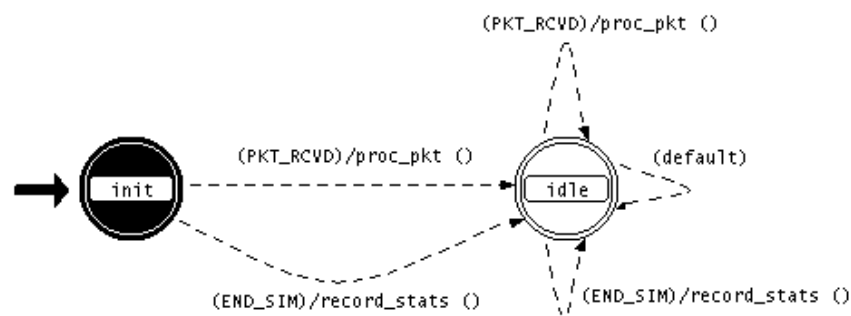 (PKT_RCVD)/proc_pkt ()
(PKT_RCVD)/proc_pkt ()
(default)
init
idle
(END_SIM)/record_stats ()
(END_SIM)/record_stats ()